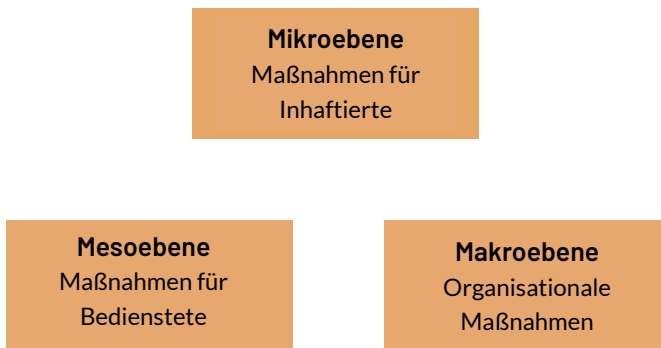 Mikroebene
Maßnahmen für
Inhaftierte
Mesoebene
Maßnahmen für
Bedienstete
Makroebene
Organisationale
Maßnahmen